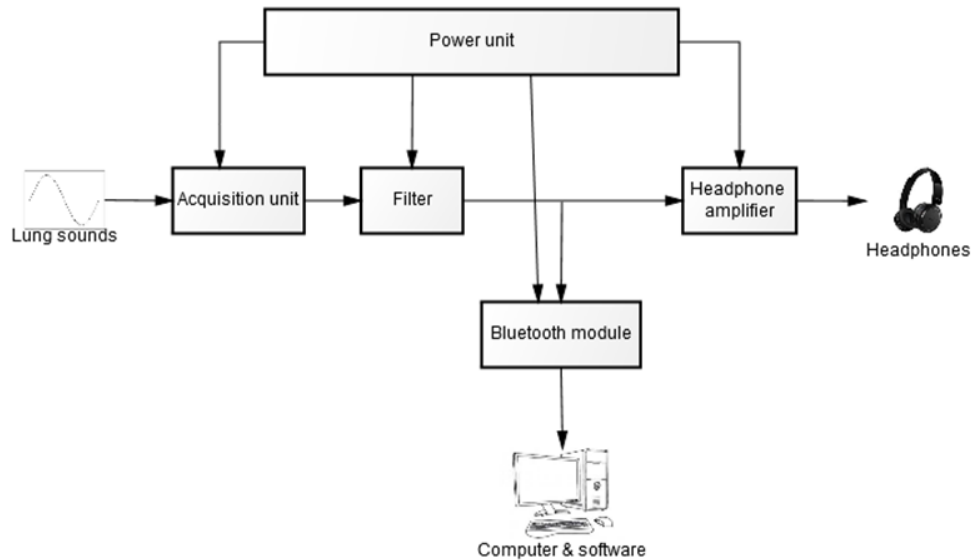 Power unit
Acquisition unit
Filter
Headphone
amplifier
Lung sounds
Headphones
Bluetooth module
Computer & software